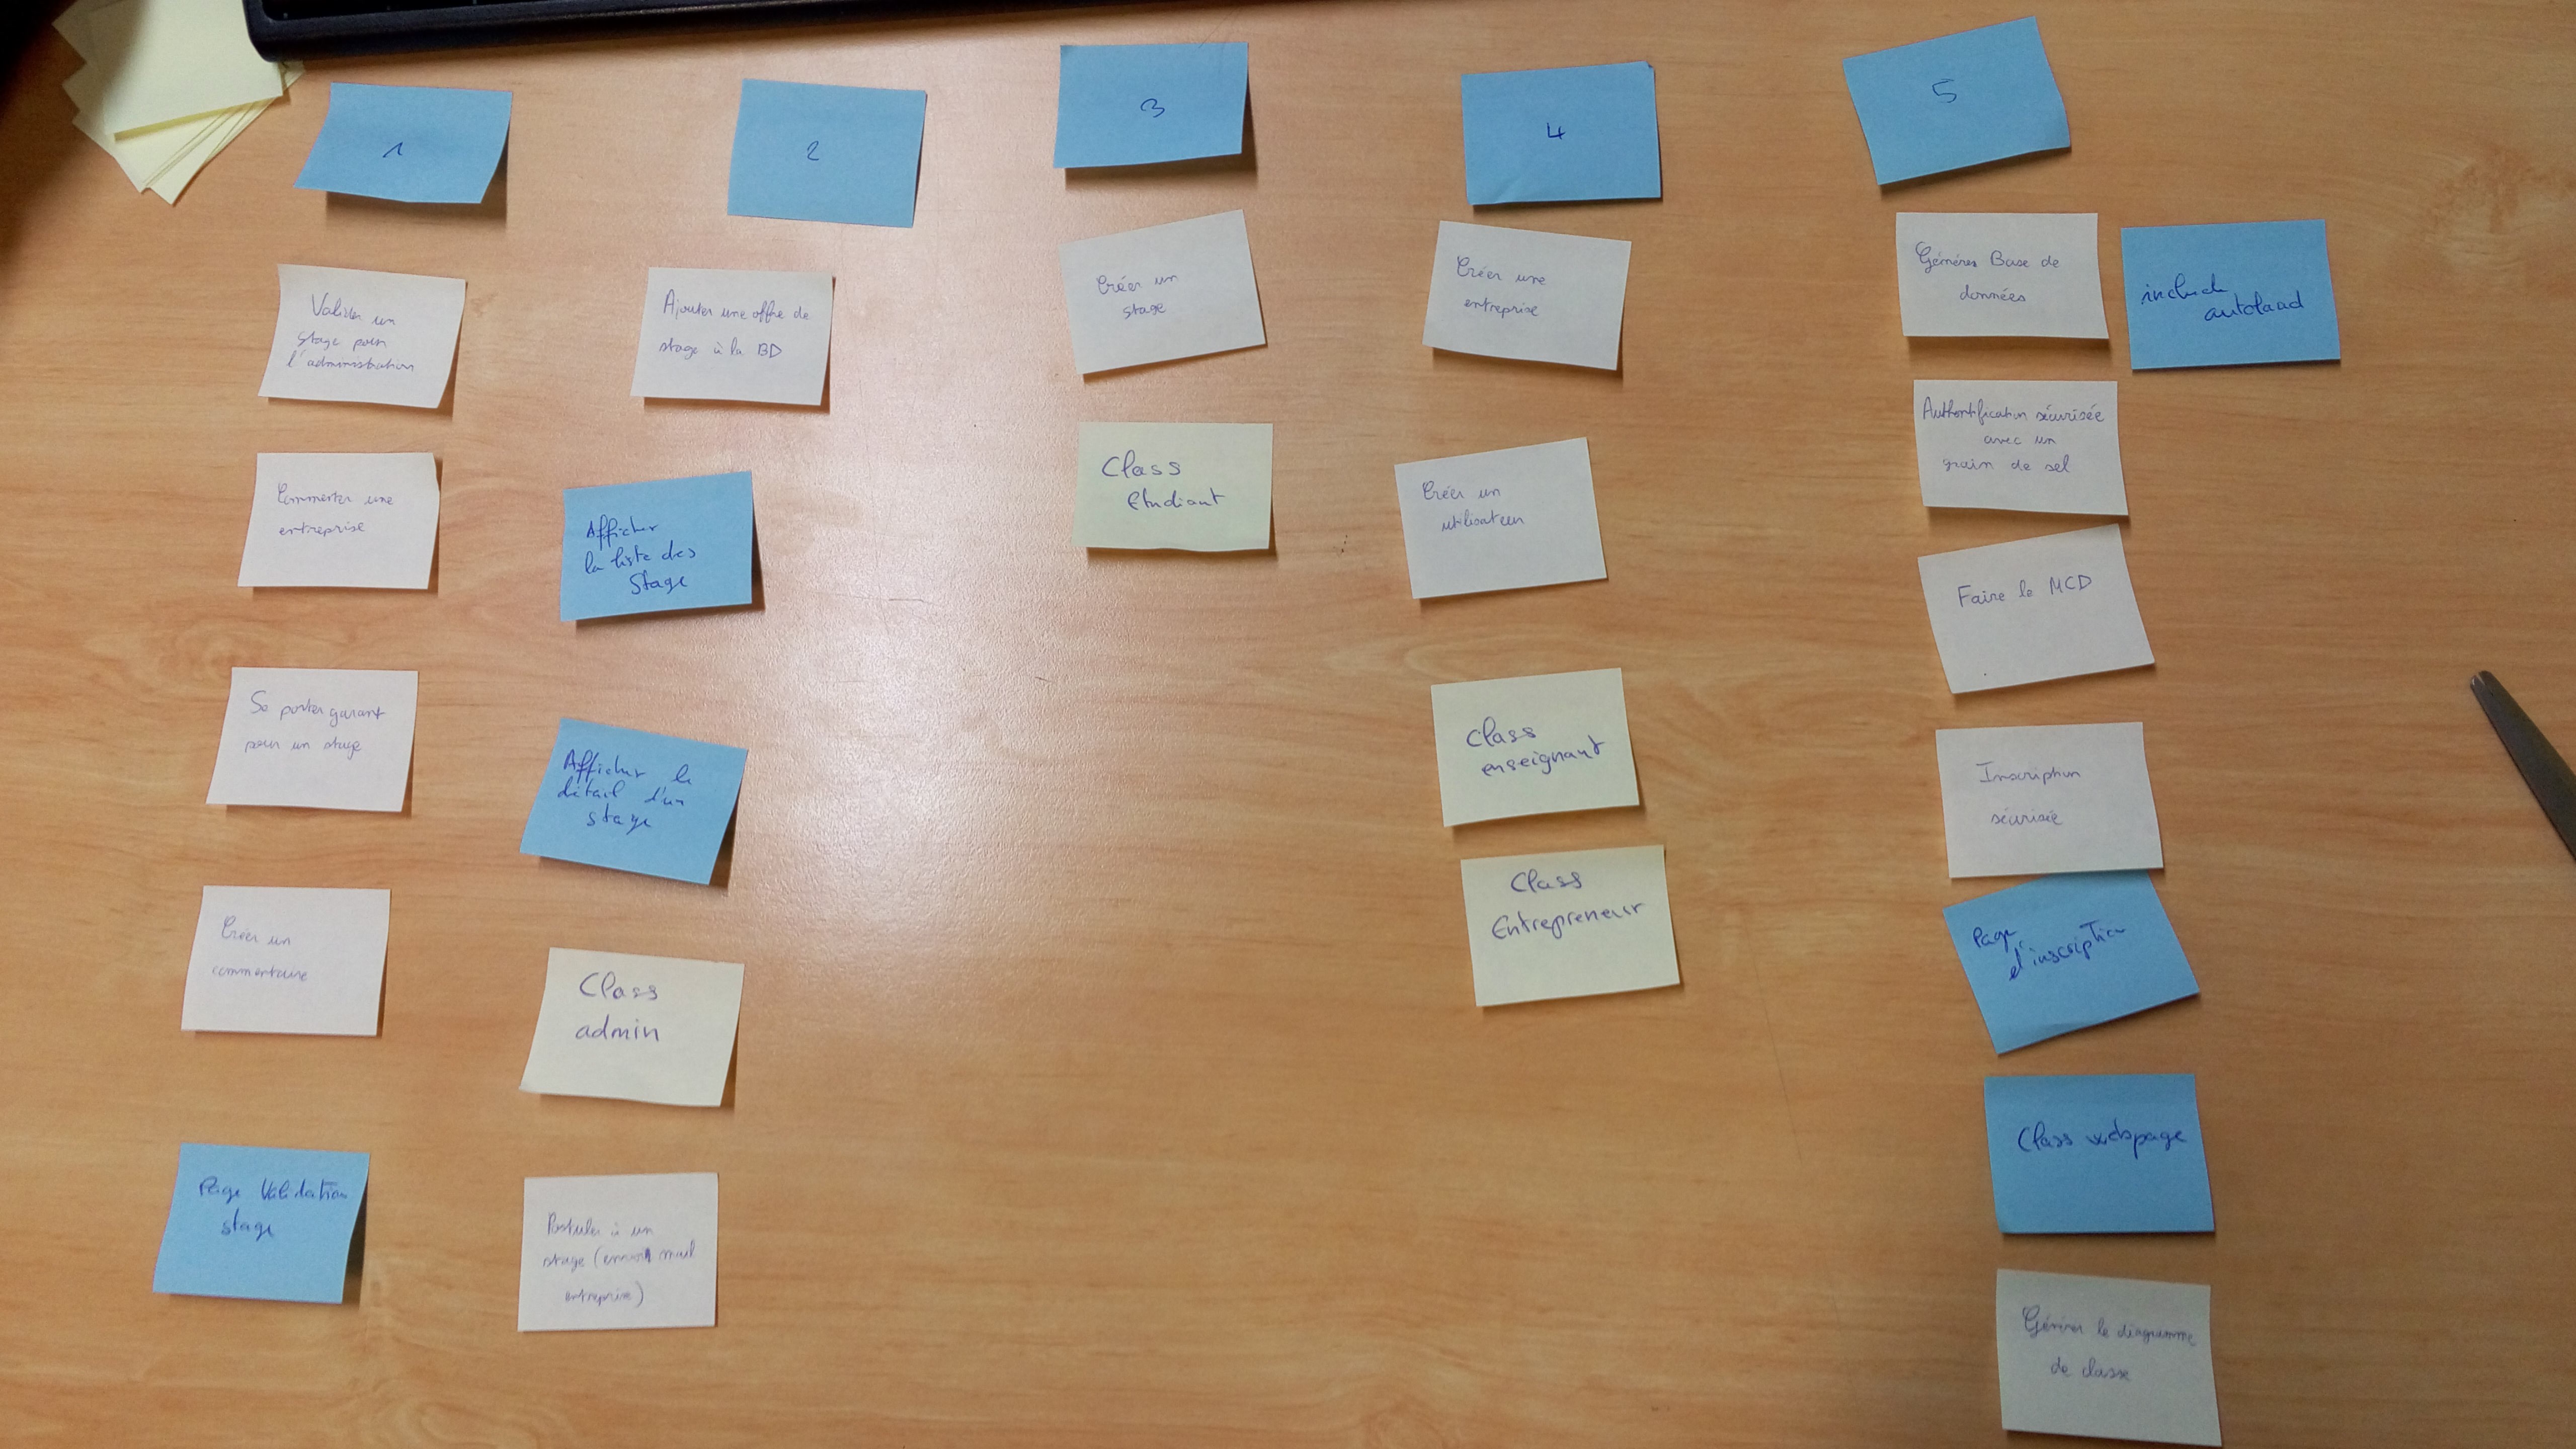 1
Valider un
stage pour
l'administration
Commenter une
entreprise
Se porter garant
pour un stage
Créer un
commentaire
Page Validation
stage
2
Ajouter une offre de
stage à la BD
Afficher
la liste des
stage
Afficher le
détail d'un
stage
Class
admin
Postuler à un
stage (envoi mail
entreprise)
3
Créer un
stage
Class
Etudiant
4
Créer une
entreprise
Créer un
utilisateur
Class
enseignant
Class
Entrepreneur
5
Générer Base de
données
include
autoload
Authentification sécurisée
avec un
grain de sel
Faire le MCD
Inscription
sécurisée
Page
d'inscription
Class webpage
Générer le diagramme
de classe